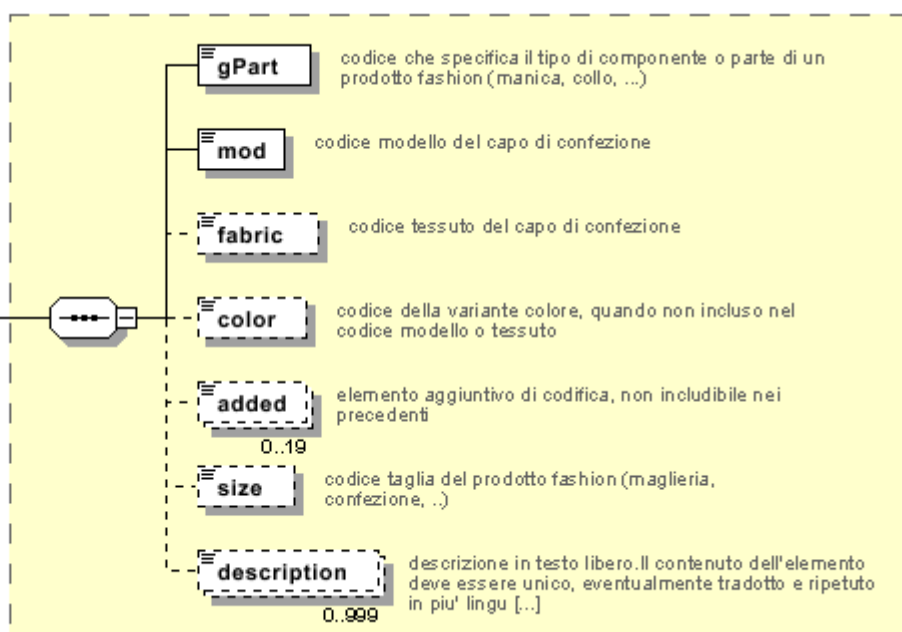 gPart
codice che specifica il tipo di componente o parte di un
prodotto fashion (manica, collo, ...)
mod
codice modello del capo di confezione
fabric
codice tessuto del capo di confezione
color
codice della variante colore, quando non incluso nel
codice modello o tessuto
added
elemento aggiuntivo di codifica, non includibile nei
precedenti
0..19
size
codice taglia del prodotto fashion (maglieria,
confezione, ..)
description
descrizione in testo libero.Il contenuto dell'elemento
deve essere unico, eventualmente tradotto e ripetuto
in piu' lingu [...]
0..999